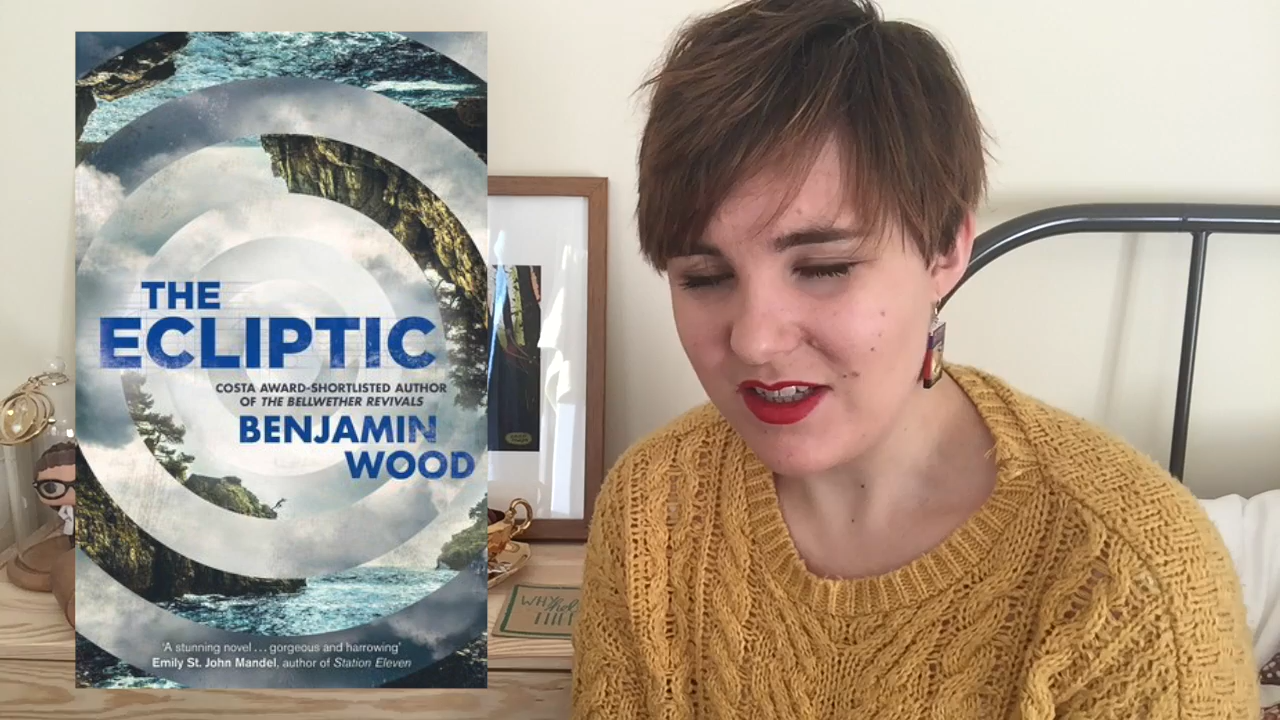 THE
ECLIPTIC
COSTA AWARD-SHORTLISTED AUTHOR
OF THE BELLWETHER REVIVALS
BENJAMIN
WOOD
'A stunning novel... gorgeous and harrowing'
Emily St. John Mandel, author of Station Eleven
WHY